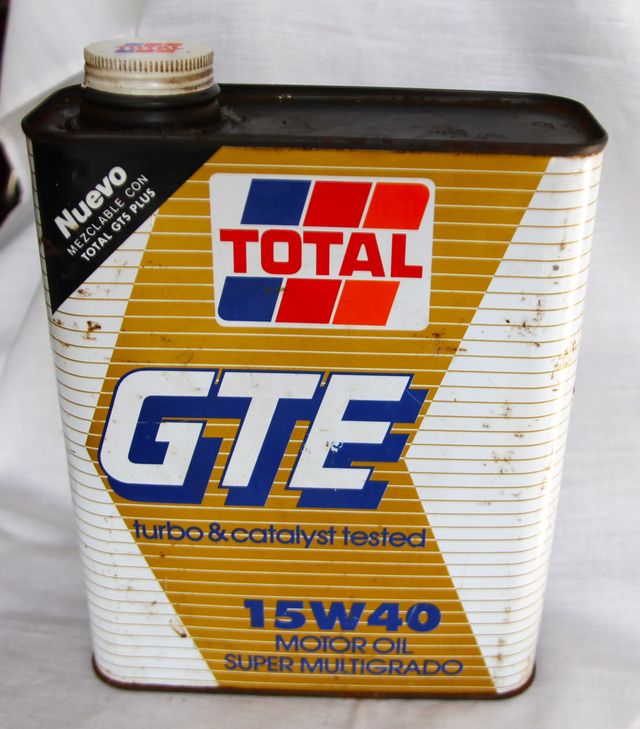 Nuevo
MEZCLABLE CON
TOTAL GTS PLUS
TOTAL
GTE
turbo & catalyst tested
15W40
MOTOR OIL
SUPER MULTIGRADO